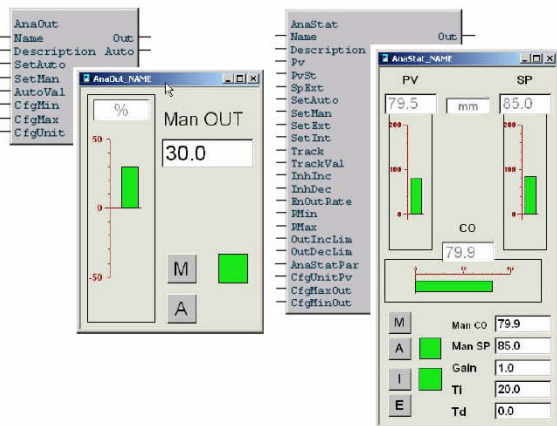 AnaOut
Name Out
Description Auto
SetAuto
SetMan
AutoVal
CfgMin
CfgMax
CfgUnit
AnaOut_NAME
%
Man OUT
50
30.0
0
-50
M
A
AnaStat
Name Out
Description
Pv
PvSt
SpExt
SetAuto
SetMan
SetExt
SetInt
Track
TrackVal
InhInc
InhDec
EnOutRate
RMin
RMax
OutIncLim
OutDecLim
AnaStatPar
CfgUnitPv
CfgMaxOut
CfgMinOut
AnaStat_NAME
PV SP
79.5 mm 85.0
200 200
100 100
0 0
CO
79.9
M Man CO 79.9
A Man SP 85.0
Gain 1.0
I Ti 20.0
E Td 0.0